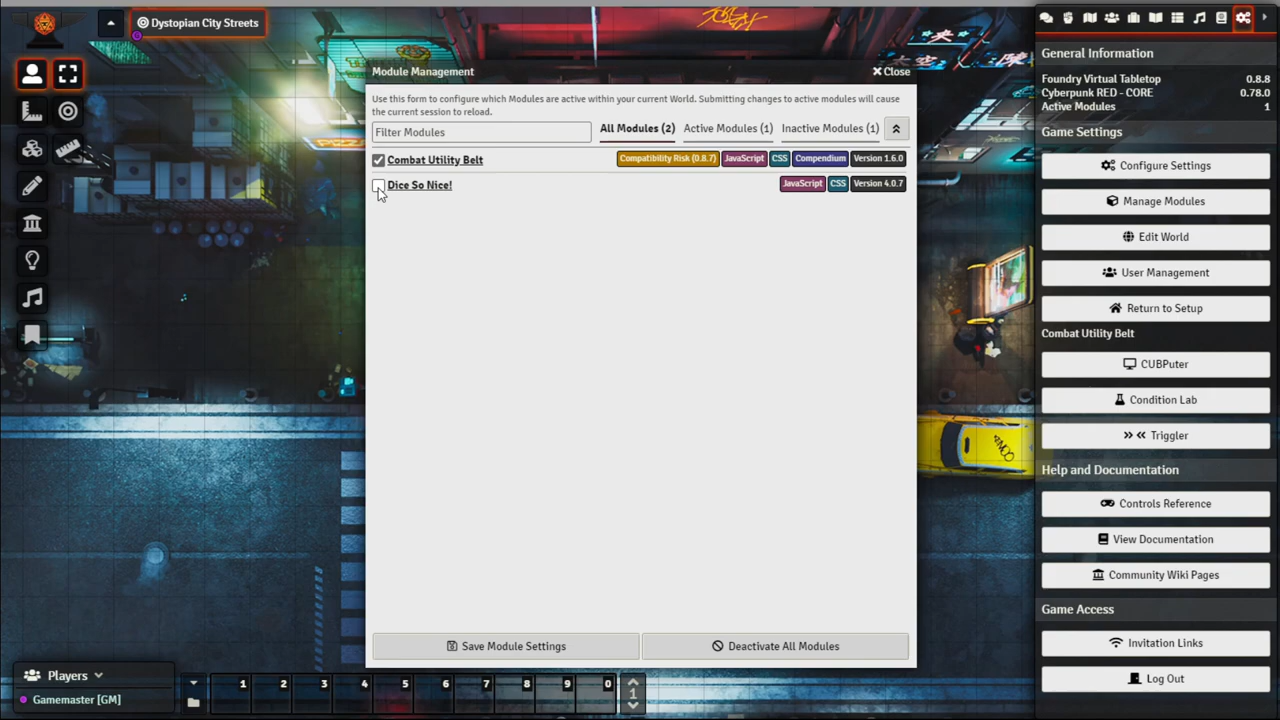 Dystopian City Streets
G
Module Management
Close
Use this form to configure which Modules are active within your current World. Submitting changes to active modules will cause
the current session to reload.
Filter Modules
All Modules (2)
Active Modules (1)
Inactive Modules (1)
Combat Utility Belt
Compatibility Risk (0.8.7)
JavaScript
CSS
Compendium
Version 1.6.0
Dice So Nice!
JavaScript
CSS
Version 4.0.7
Save Module Settings
Deactivate All Modules
General Information
Foundry Virtual Tabletop 0.8.8
Cyberpunk RED - CORE 0.78.0
Active Modules 1
Game Settings
Configure Settings
Manage Modules
Edit World
User Management
Return to Setup
Combat Utility Belt
CUBPuter
Condition Lab
Triggler
Help and Documentation
Controls Reference
View Documentation
Community Wiki Pages
Game Access
Invitation Links
Log Out
Players
Gamemaster [GM]
1 2 3 4 5 6 7 8 9 0
1